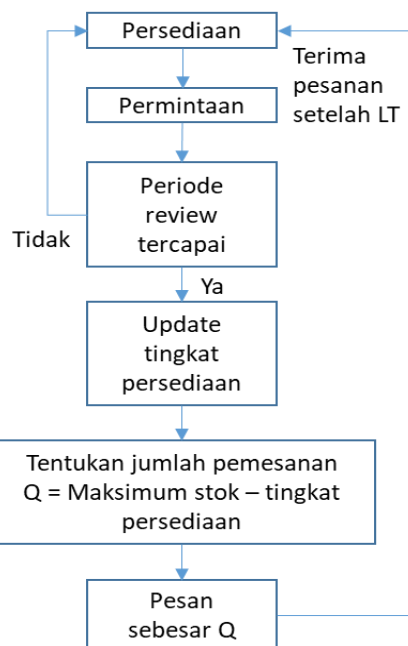 Persediaan
Terima
pesanan
setelah LT
Permintaan
Periode
review
tercapai
Tidak
Ya
Update
tingkat
persediaan
Tentukan jumlah pemesanan
Q = Maksimum stok – tingkat
persediaan
Pesan
sebesar Q